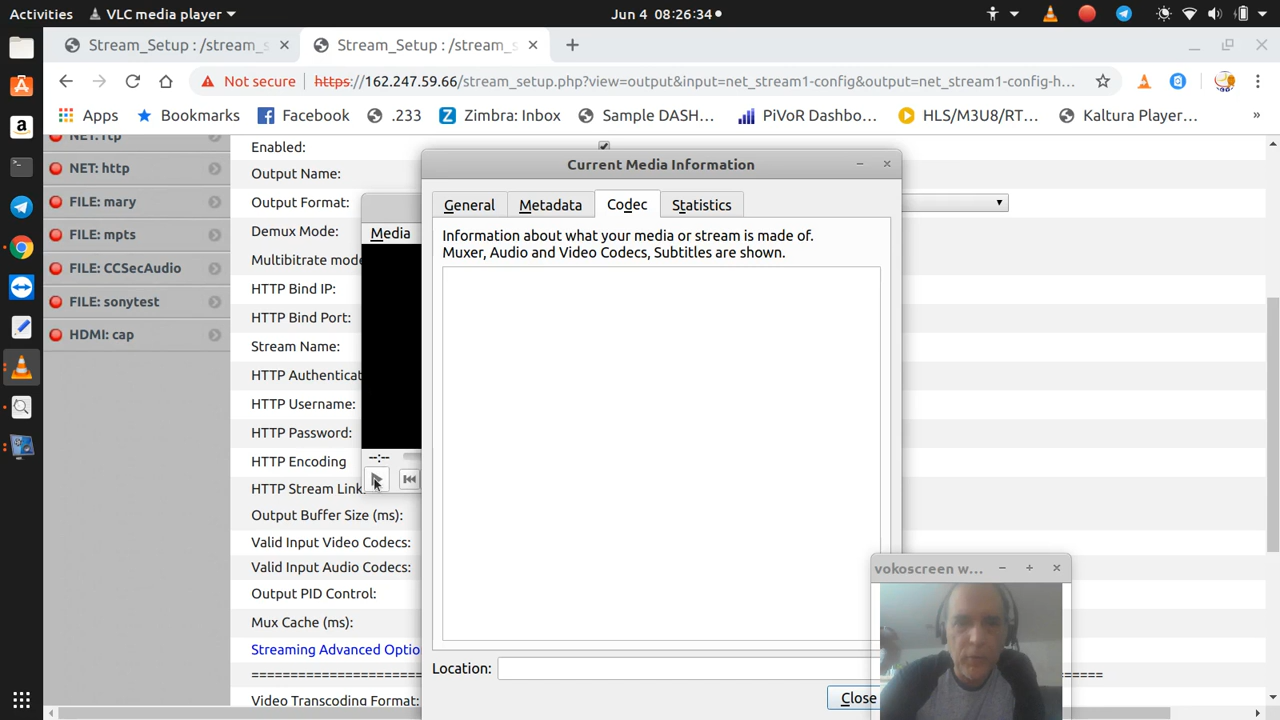 Activities VLC media player Jun 4 08:26:34
Stream_Setup : /stream_s Stream_Setup : /stream_s
Not secure https://162.247.59.66/stream_setup.php?view=output&input=net_stream1-config&output=net_stream1-config-h...
Apps Bookmarks Facebook .233 Zimbra: Inbox Sample DASH... PiVoR Dashbo... HLS/M3U8/RT... Kaltura Player... »
NET: rtp
NET: http
FILE: mary
FILE: mpts
FILE: CCSecAudio
FILE: sonytest
HDMI: cap
Enabled:
Output Name:
Output Format:
Demux Mode:
Multibitrate mode
HTTP Bind IP:
HTTP Bind Port:
Stream Name:
HTTP Authenticat
HTTP Username:
HTTP Password:
HTTP Encoding
HTTP Stream Link:
Output Buffer Size (ms):
Valid Input Video Codecs:
Valid Input Audio Codecs:
Output PID Control:
Mux Cache (ms):
Streaming Advanced Optio
Video Transcoding Format:
Media
--:--
Current Media Information
General Metadata Codec Statistics
Information about what your media or stream is made of.
Muxer, Audio and Video Codecs, Subtitles are shown.
Location:
Close
vokoscreen w...